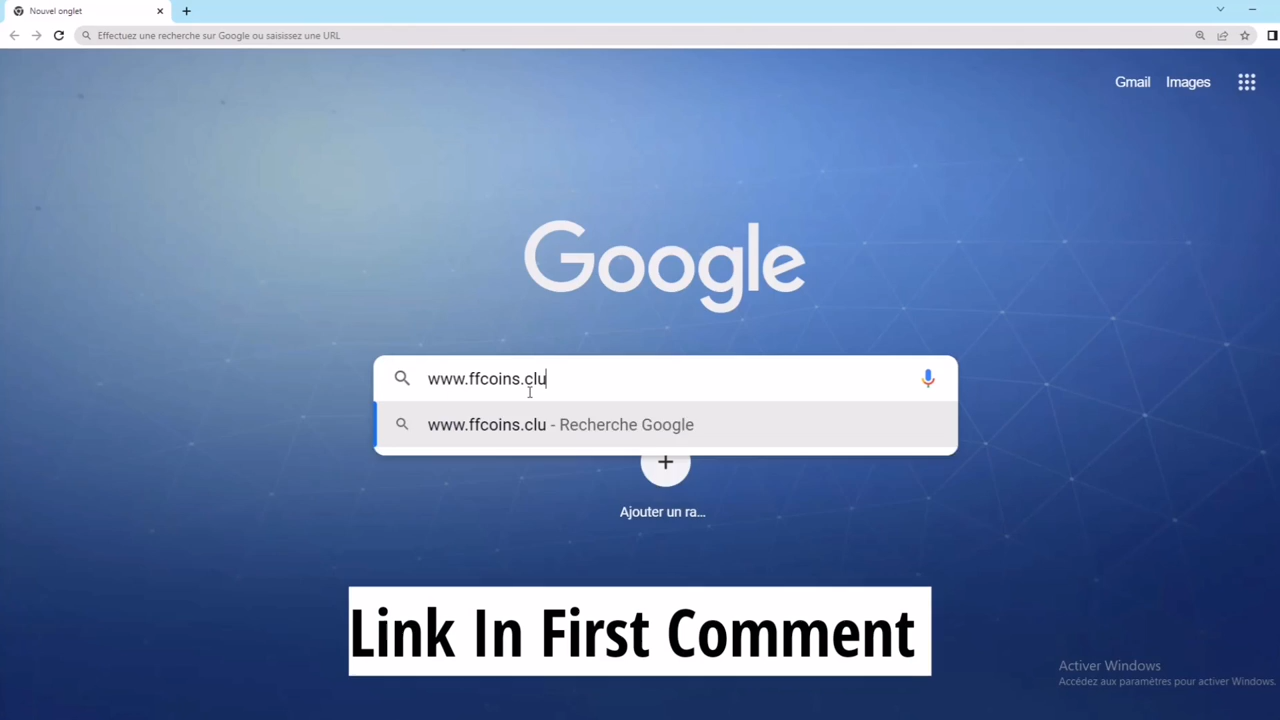 Nouvel onglet
Effectuez une recherche sur Google ou saisissez une URL
Gmail Images
Google
www.ffcoins.clu
www.ffcoins.clu - Recherche Google
Ajouter un ra...
Link In First Comment
Activer Windows
Accédez aux paramètres pour activer Windows.